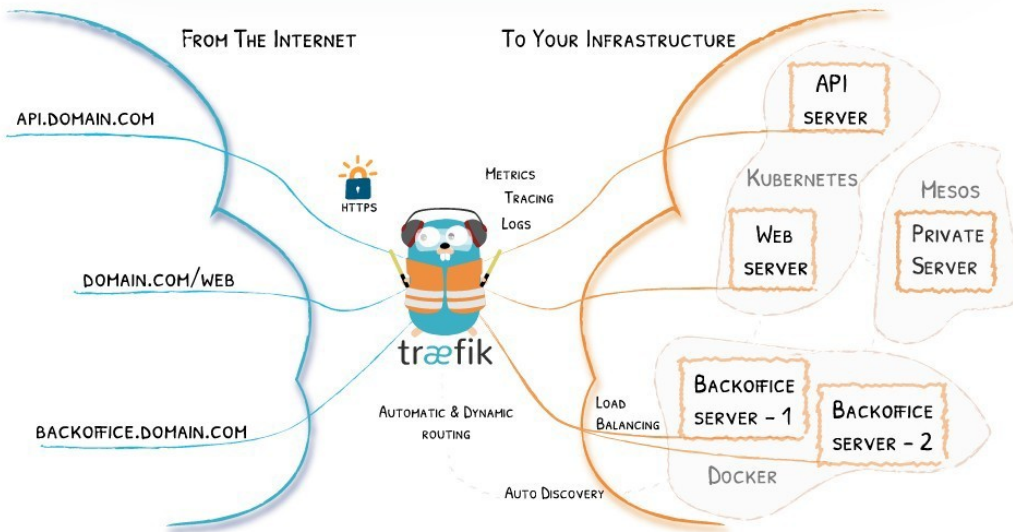 FROM THE INTERNET
TO YOUR INFRASTRUCTURE
API.DOMAIN.COM
HTTPS
METRICS
TRACING
LOGS
API
SERVER
KUBERNETES
MESOS
WEB
SERVER
PRIVATE
SERVER
DOMAIN.COM/WEB
træfik
BACKOFFICE.DOMAIN.COM
AUTOMATIC & DYNAMIC
ROUTING
LOAD
BALANCING
BACKOFFICE
SERVER - 1
BACKOFFICE
SERVER - 2
DOCKER
AUTO DISCOVERY